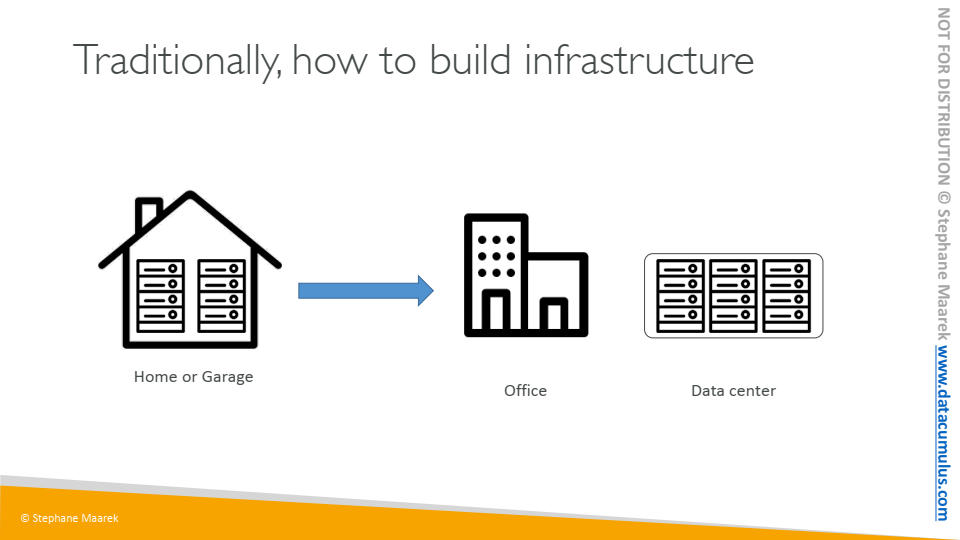 Traditionally, how to build infrastructure
Home or Garage
Office
Data center
© Stephane Maarek
NOT FOR DISTRIBUTION © Stephane Maarek www.datacumulus.com